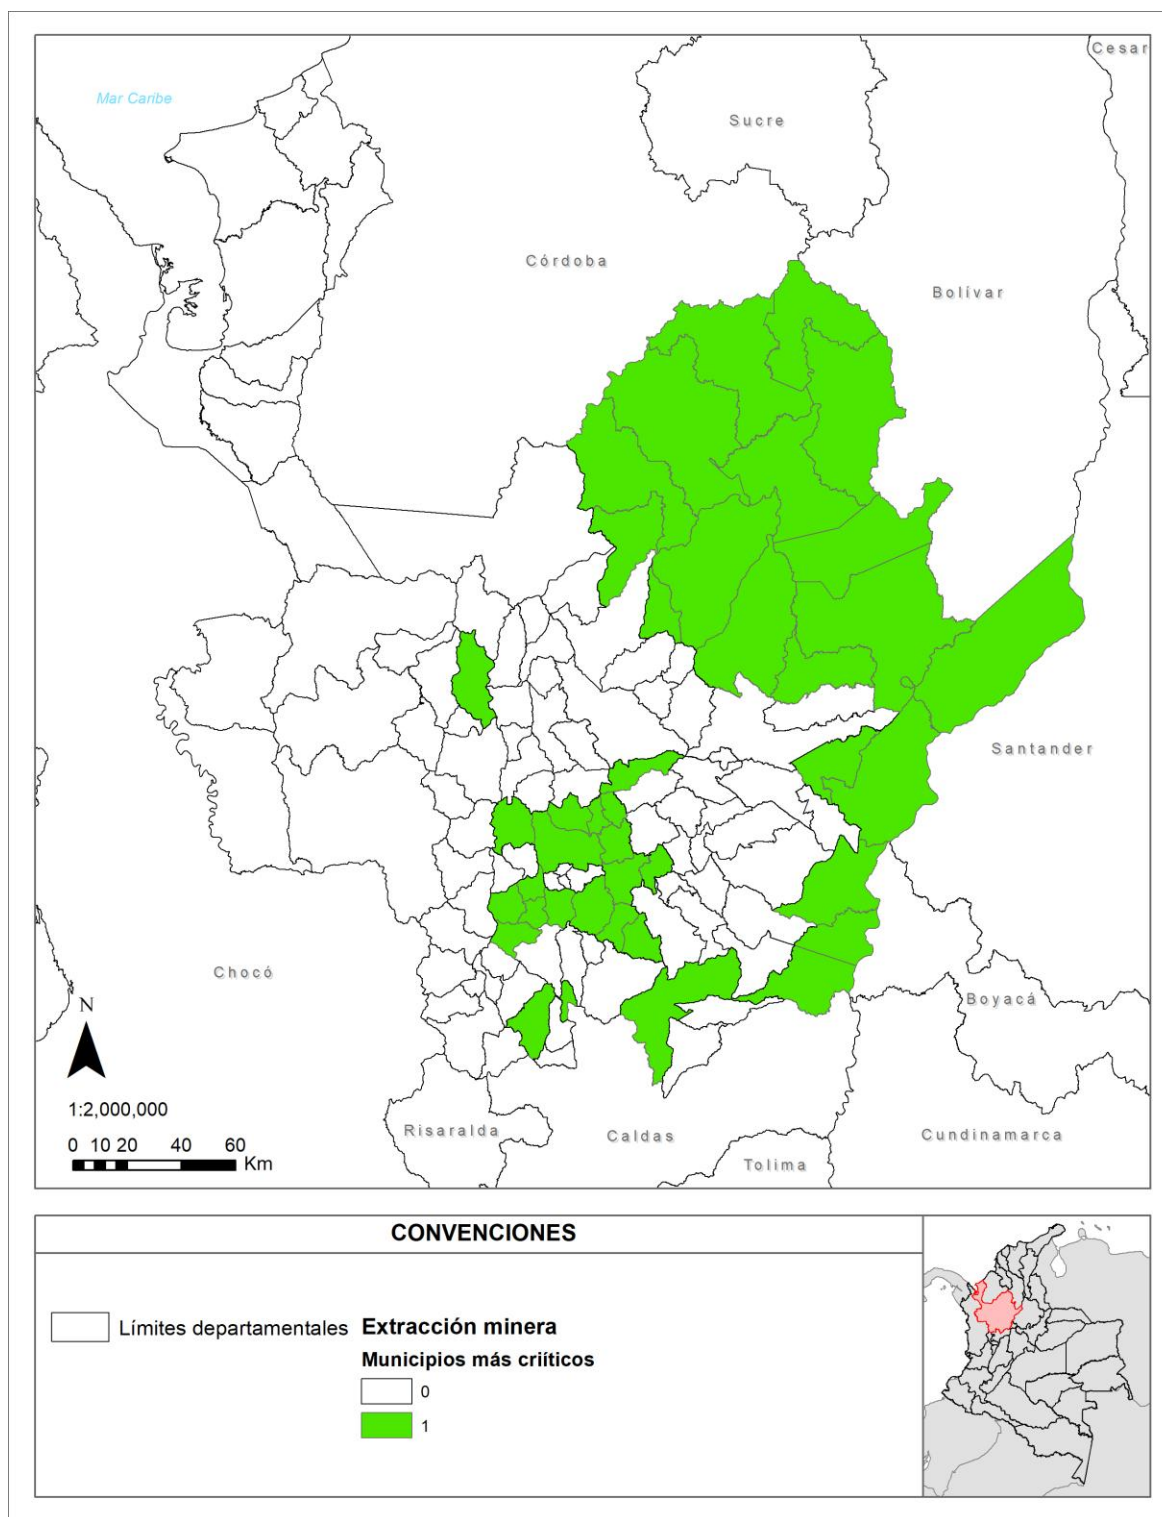 Cesar
Mar Caribe
Sucre
Córdoba
Bolívar
Santander
Chocó
N
Boyacá
1:2,000,000
Risaralda
Caldas
Cundinamarca
0 10 20 40 60
Km
Tolima
CONVENCIONES
Límites departamentales
Extracción minera
Municipios más criíticos
0
1